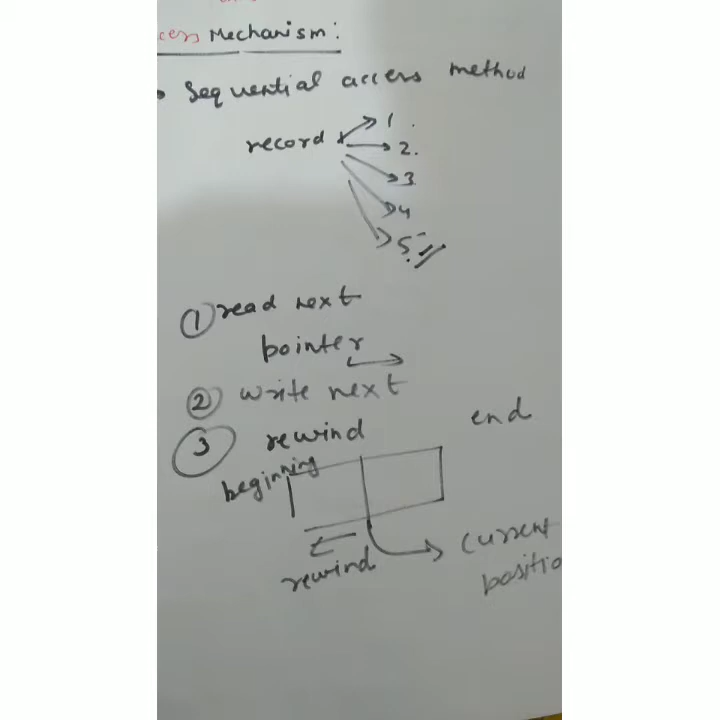 cess Mechanism:
• Sequential access method
record
1.
2.
3
4
5.
① read next
pointer
② write next
③ rewind
end
beginning
rewind
current
positio